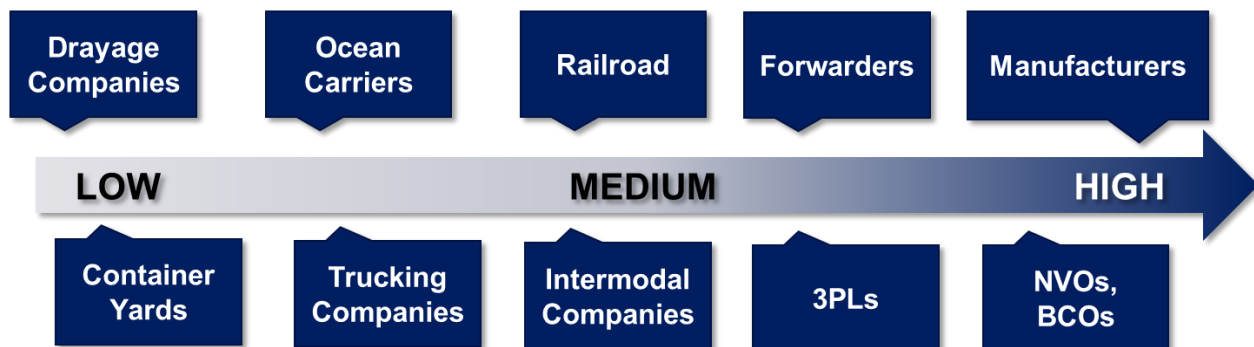 Drayage
Companies
Ocean
Carriers
Railroad
Forwarders
Manufacturers
LOW
MEDIUM
HIGH
Container
Yards
Trucking
Companies
Intermodal
Companies
3PLs
NVOs,
BCOs